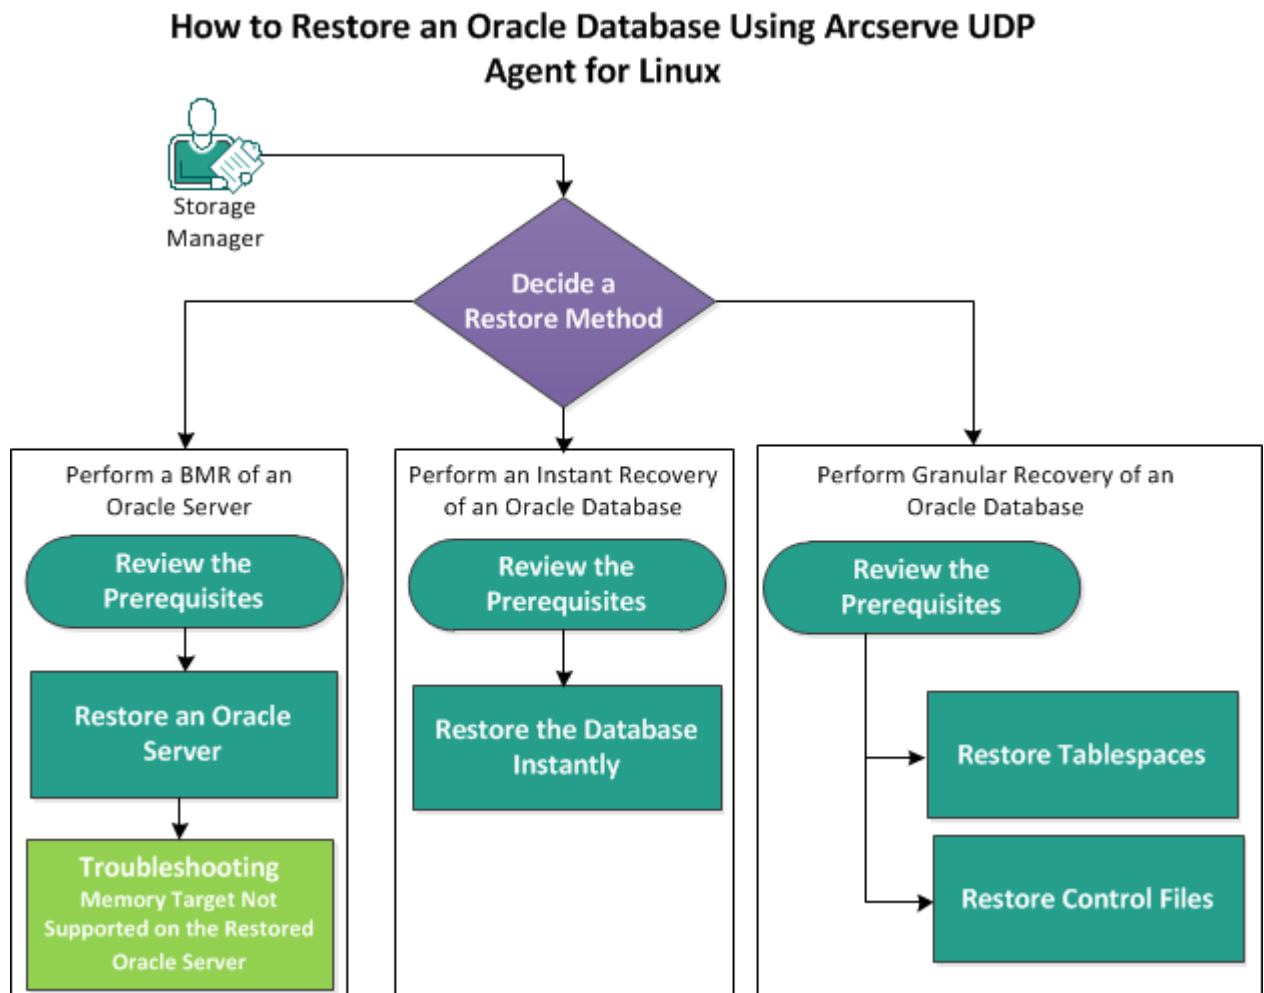 How to Restore an Oracle Database Using Arcserve UDP
Agent for Linux
Storage
Manager
Decide a
Restore Method
Perform a BMR of an
Oracle Server
Review the
Prerequisites
Restore an Oracle
Server
Troubleshooting
Memory Target Not
Supported on the Restored
Oracle Server
Perform an Instant Recovery
of an Oracle Database
Review the
Prerequisites
Restore the Database
Instantly
Perform Granular Recovery of an
Oracle Database
Review the
Prerequisites
Restore Tablespaces
Restore Control Files